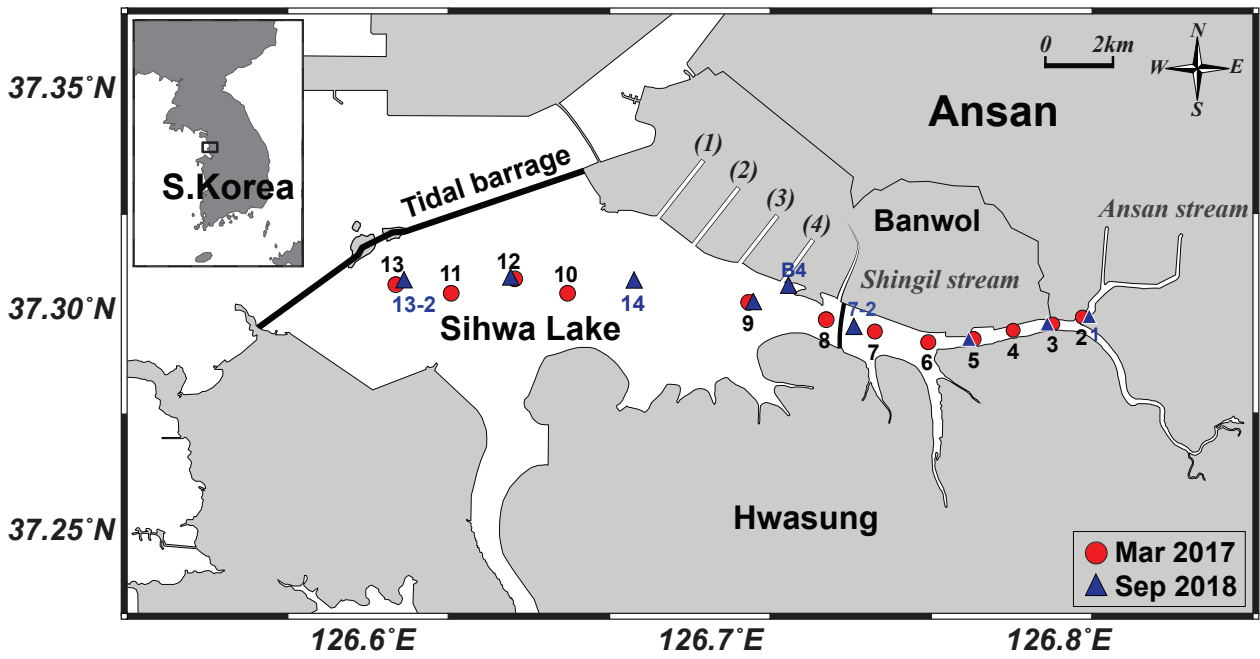 37.35°N
37.30°N
37.25°N
126.6°E
126.7°E
126.8°E
S.Korea
0 2km
N
W
E
S
Ansan
Tidal barrage
(1)
(2)
(3)
(4)
Banwol
Ansan stream
Shingil stream
B4
13
11
12
10
13-2
14
9
8
7-2
7
6
5
4
3
2
1
Sihwa Lake
Hwasung
Mar 2017
Sep 2018